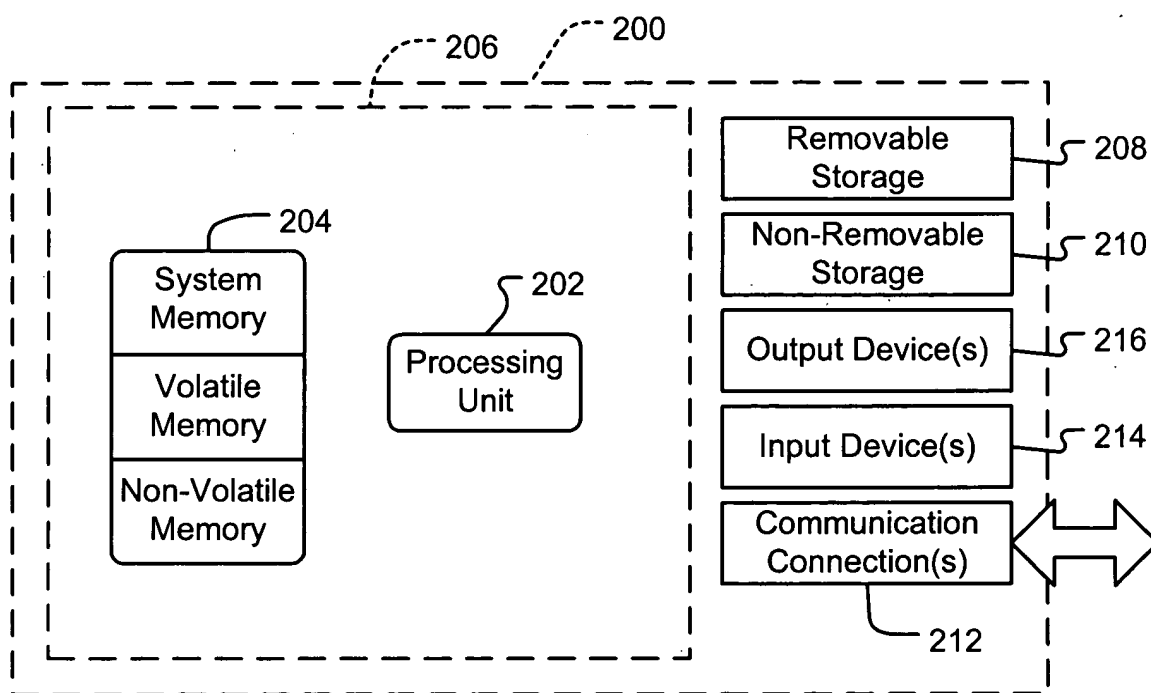 206
200
Removable
Storage
208
Non-Removable
Storage
210
204
System
Memory
Volatile
Memory
Non-Volatile
Memory
202
Processing
Unit
Output Device(s)
216
Input Device(s)
214
Communication
Connection(s)
212